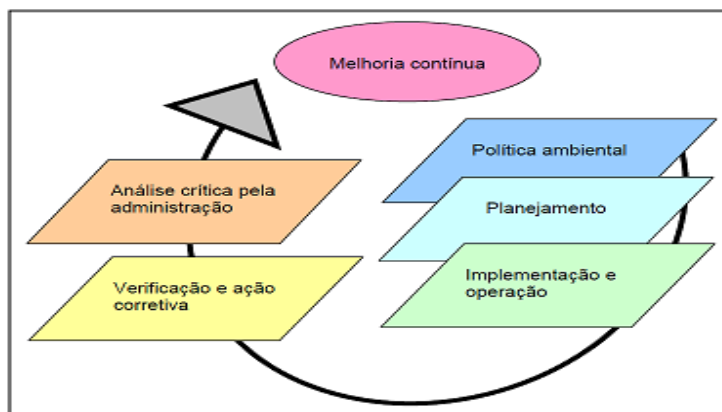 Melhoria contínua
Política ambiental
Planejamento
Implementação e
operação
Verificação e ação
corretiva
Análise crítica pela
administração